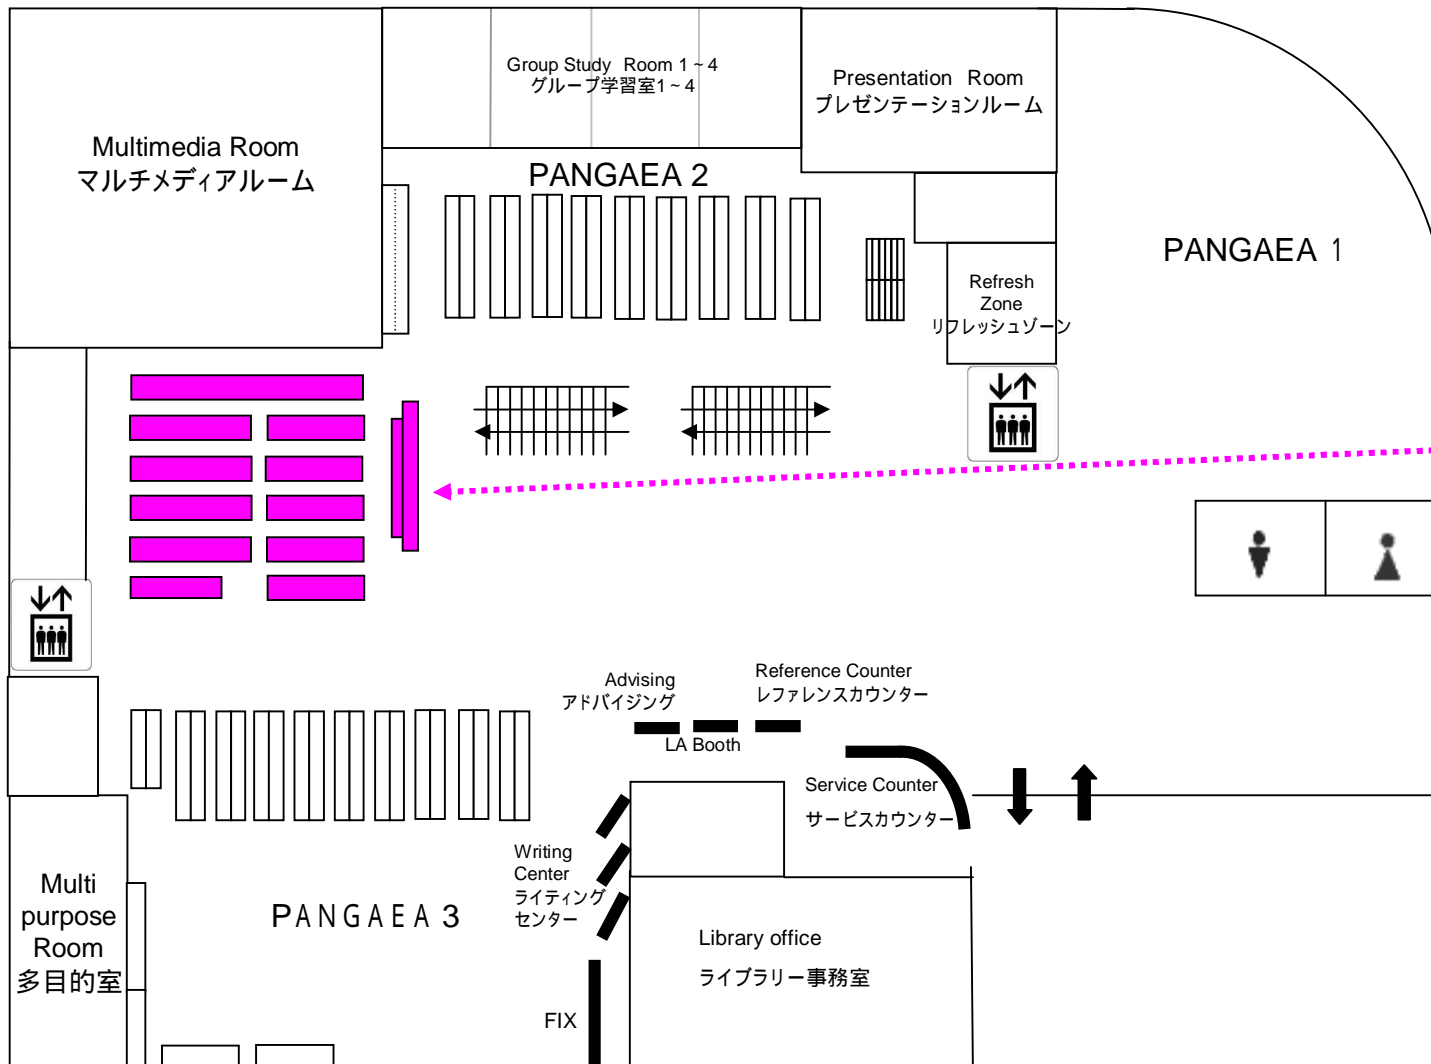 Group Study Room 1~4
グループ学習室1~4
Presentation Room
プレゼンテーションルーム
Multimedia Room
マルチメディアルーム
PANGAEA 2
PANGAEA 1
Refresh
Zone
リフレッシュゾーン
Advising
アドバイジング
Reference Counter
レファレンスカウンター
LA Booth
Service Counter
サービスカウンター
Writing
Center
ライティング
センター
Multi
purpose
Room
多目的室
PANGAEA 3
Library office
ライブラリー事務室
FIX